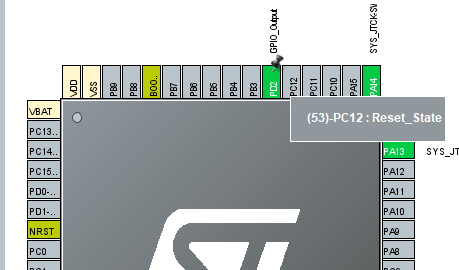 GPIO_Output
SYS_JTCK-SW
VDD
VSS
PB9
PB8
BOO..
PB7
PB6
PB5
PB4
PB3
PD2
PC12
PC11
PC10
PA15
PA14
(53)-PC12 : Reset_State
VBAT
PC13..
PC14..
PC15..
PD0-..
PD1-..
NRST
PC0
PA13
SYS_JT
PA12
PA11
PA10
PA9
PA8